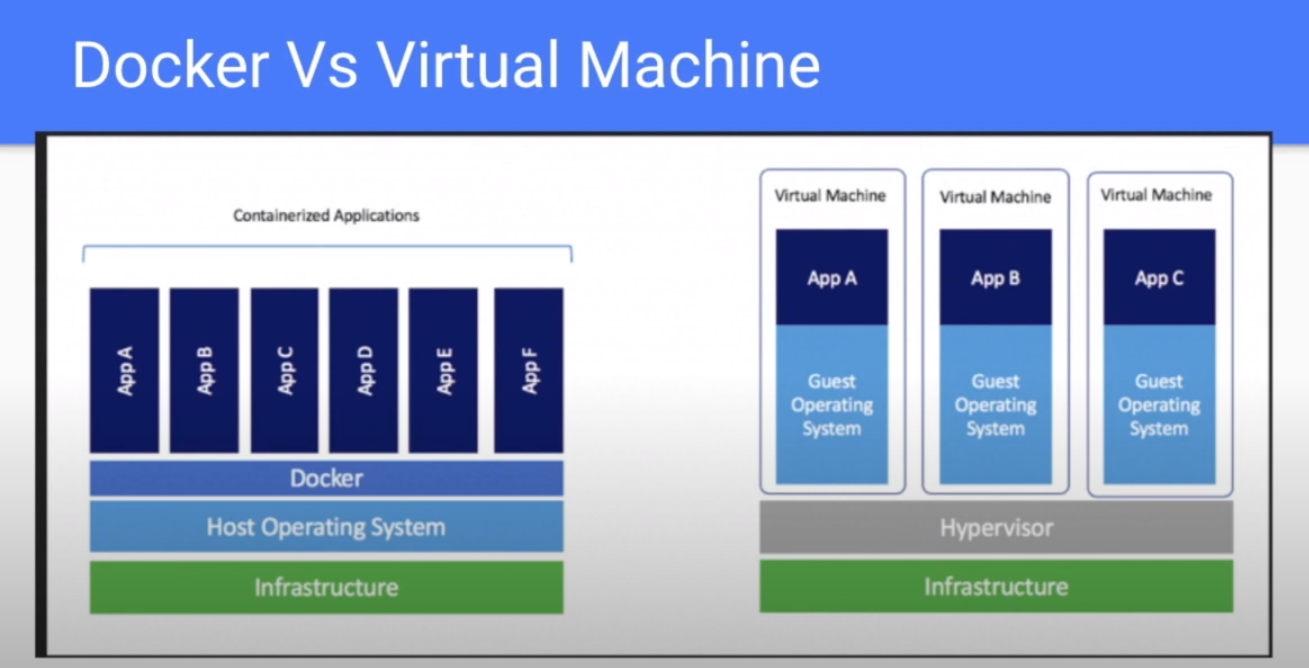 Docker Vs Virtual Machine
Containerized Applications
App A
App B
App C
App D
App E
App F
Docker
Host Operating System
Infrastructure
Virtual Machine
App A
Guest
Operating
System
Virtual Machine
App B
Guest
Operating
System
Virtual Machine
App C
Guest
Operating
System
Hypervisor
Infrastructure